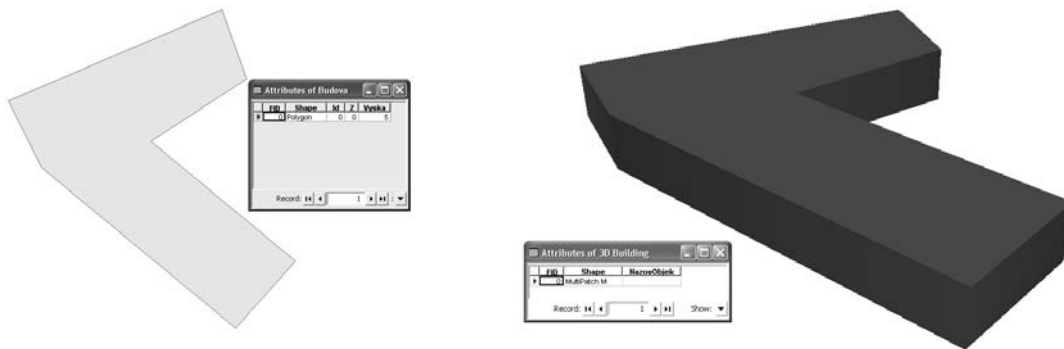 Attributes of Budova
FID Shape Id Z Vyska
0 Polygon 0 0 5
Record: 1
Attributes of 3D Building
FID Shape NazovObjek
0 MultiPatch M
Record: 1 Show: